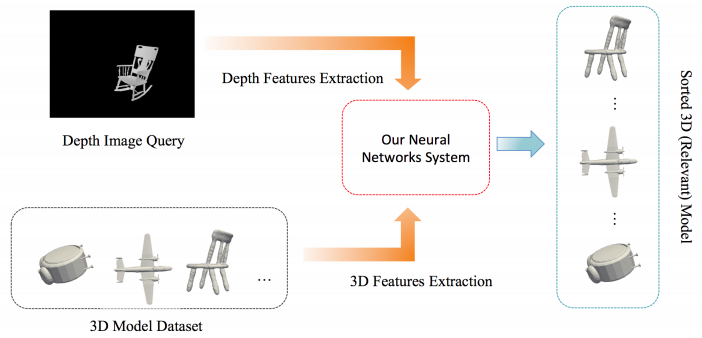 Depth Features Extraction
Depth Image Query
Our Neural
Networks System
Sorted 3D (Relevant) Model
3D Features Extraction
...
3D Model Dataset